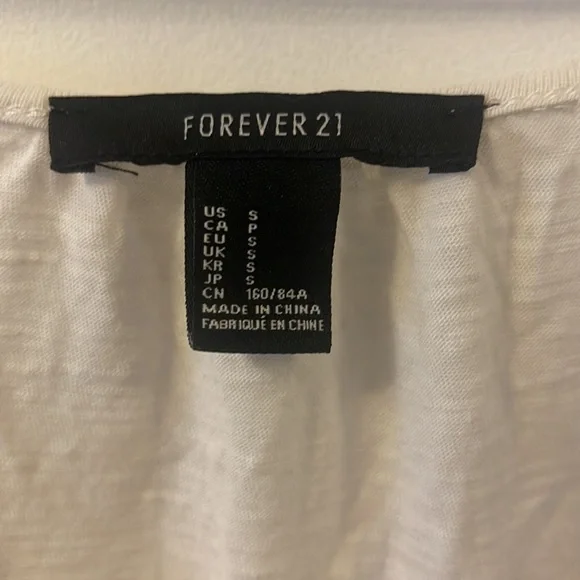 FOREVER 21
US S
CA P
EU S
UK S
KR S
JP S
CN 160/84A
MADE IN CHINA
FABRIQUÉ EN CHINE